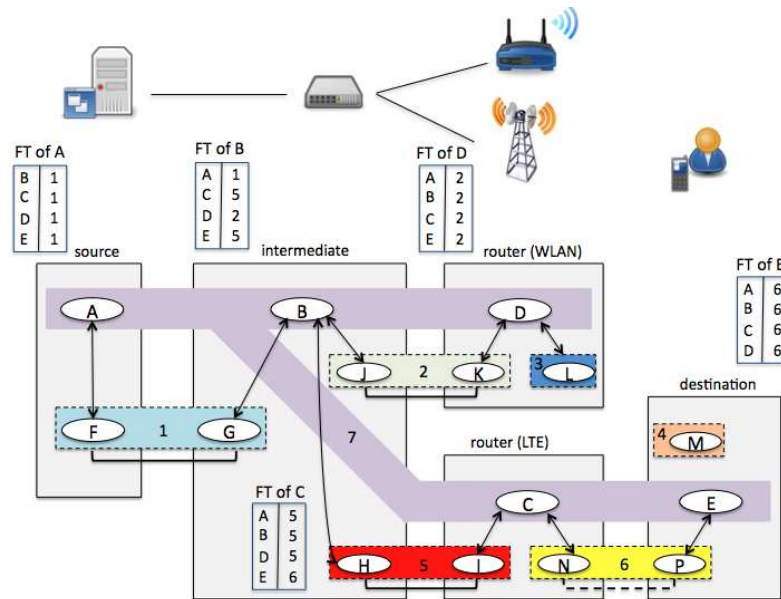 FT of A
B 1
C 1
D 1
E 1
FT of B
A 1
C 5
D 2
E 5
FT of D
A 2
B 2
C 2
E 2
source
intermediate
router (WLAN)
FT of E
A 6
B 6
C 6
D 6
A
B
D
J
2
K
3
L
destination
F
1
G
7
router (LTE)
4
M
FT of C
A 5
B 5
D 5
E 6
C
E
H
5
I
N
6
P